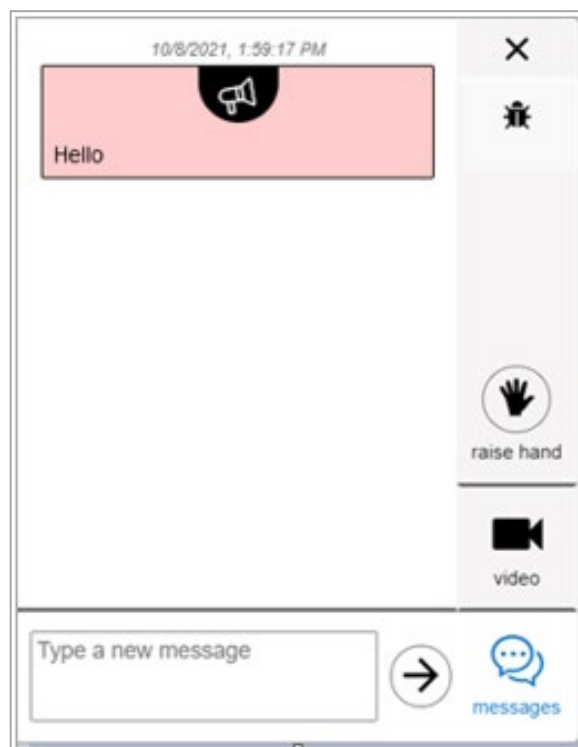 10/8/2021, 1:59:17 PM
Hello
raise hand
video
Type a new message
messages